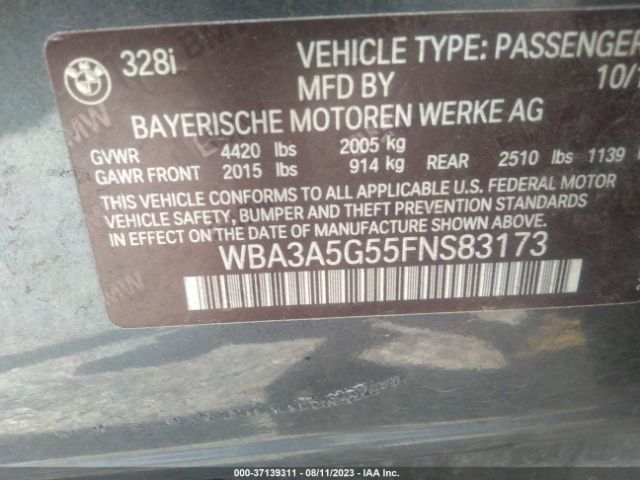 328i VEHICLE TYPE: PASSENGER
MFD BY 10/1
BAYERISCHE MOTOREN WERKE AG
GVWR 4420 lbs 2005 kg
GAWR FRONT 2015 lbs 914 kg REAR 2510 lbs 1139
THIS VEHICLE CONFORMS TO ALL APPLICABLE U.S. FEDERAL MOTOR
VEHICLE SAFETY, BUMPER AND THEFT PREVENTION STANDARDS
IN EFFECT ON THE DATE OF MANUFACTURE SHOWN ABOVE.
WBA3A5G55FNS83173
000-37139311 - 08/11/2023 - IAA Inc.